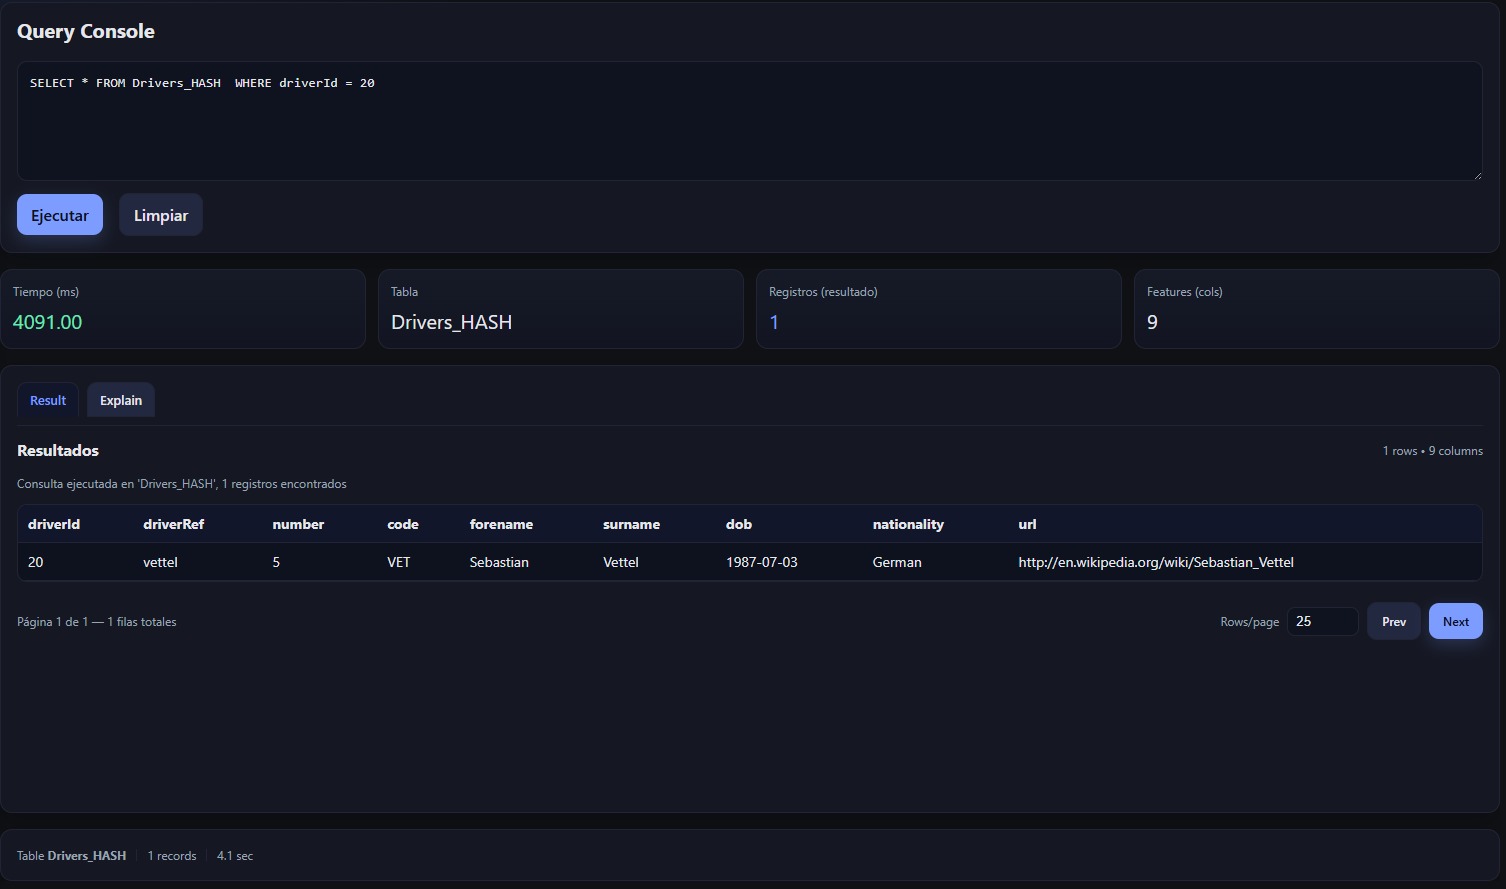 Query Console
SELECT * FROM Drivers_HASH  WHERE driverId = 20
Ejecutar Limpiar
Tiempo (ms) Tabla Registros (resultado) Features (cols)
4091.00 Drivers_HASH 1 9
Result Explain
Resultados 1 rows • 9 columns
Consulta ejecutada en 'Drivers_HASH', 1 registros encontrados
driverId driverRef number code forename surname dob nationality url
20 vettel 5 VET Sebastian Vettel 1987-07-03 German http://en.wikipedia.org/wiki/Sebastian_Vettel
Página 1 de 1 — 1 filas totales Rows/page 25 Prev Next
Table Drivers_HASH 1 records 4.1 sec